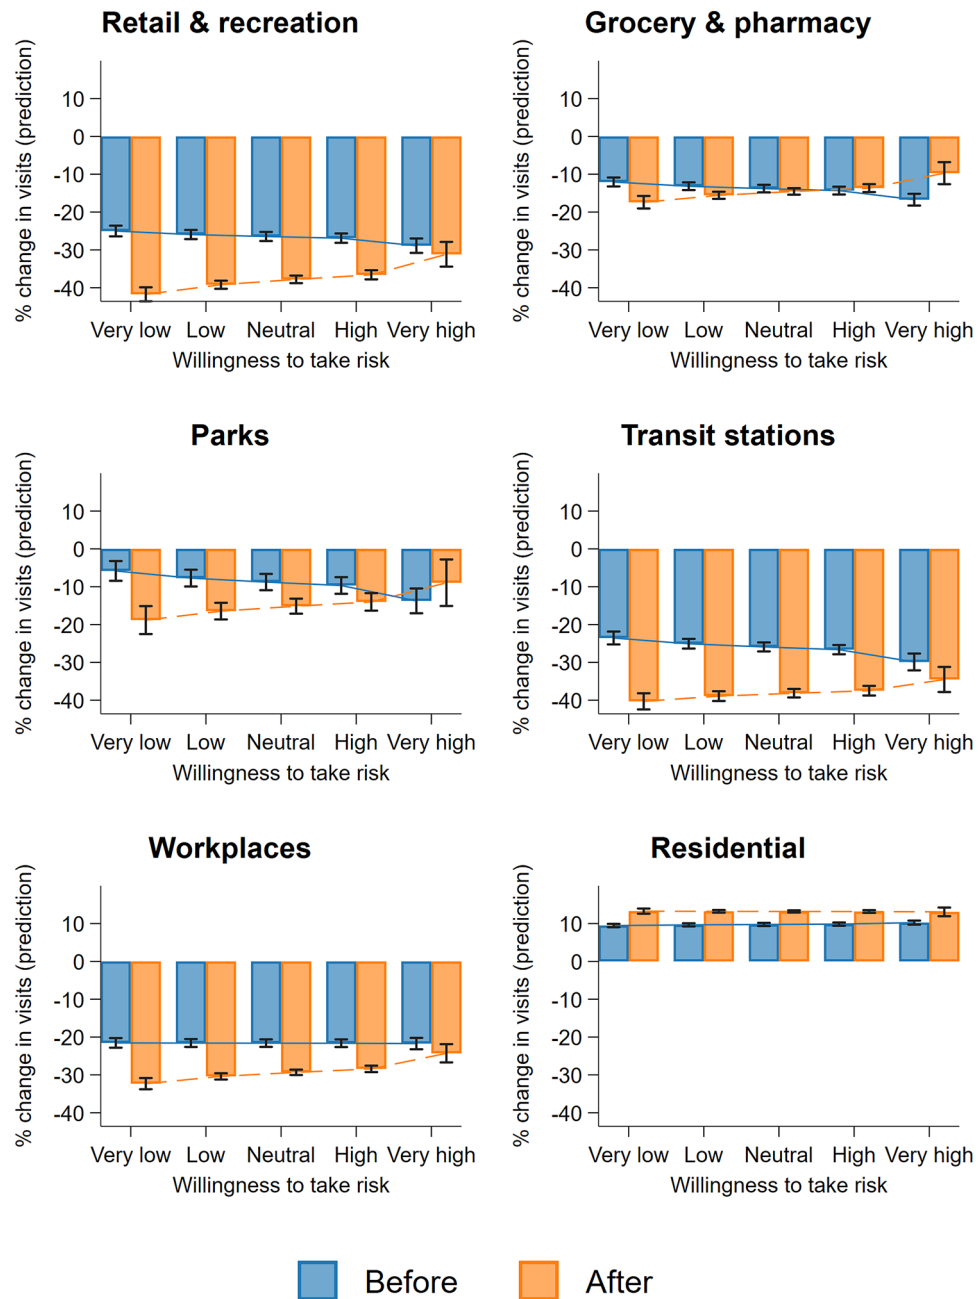 Retail & recreation
% change in visits (prediction)
10
0
-10
-20
-30
-40
Very low Low Neutral High Very high
Willingness to take risk
Grocery & pharmacy
% change in visits (prediction)
10
0
-10
-20
-30
-40
Very low Low Neutral High Very high
Willingness to take risk
Parks
% change in visits (prediction)
10
0
-10
-20
-30
-40
Very low Low Neutral High Very high
Willingness to take risk
Transit stations
% change in visits (prediction)
10
0
-10
-20
-30
-40
Very low Low Neutral High Very high
Willingness to take risk
Workplaces
% change in visits (prediction)
10
0
-10
-20
-30
-40
Very low Low Neutral High Very high
Willingness to take risk
Residential
% change in visits (prediction)
10
0
-10
-20
-30
-40
Very low Low Neutral High Very high
Willingness to take risk
Before After